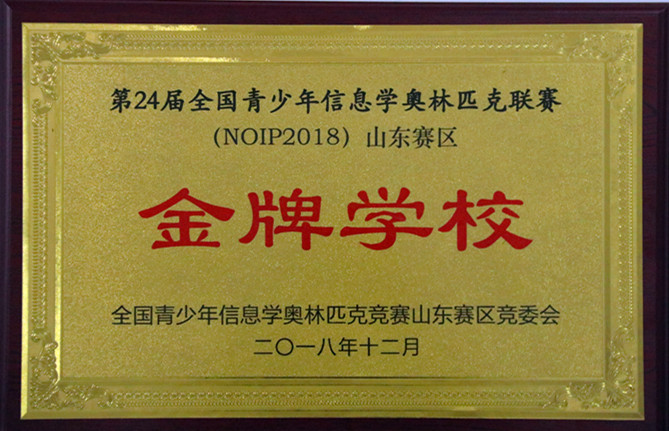 第24届全国青少年信息学奥林匹克联赛
（NOIP2018）山东赛区
金牌学校
全国青少年信息学奥林匹克竞赛山东赛区竞委会
二〇一八年十二月